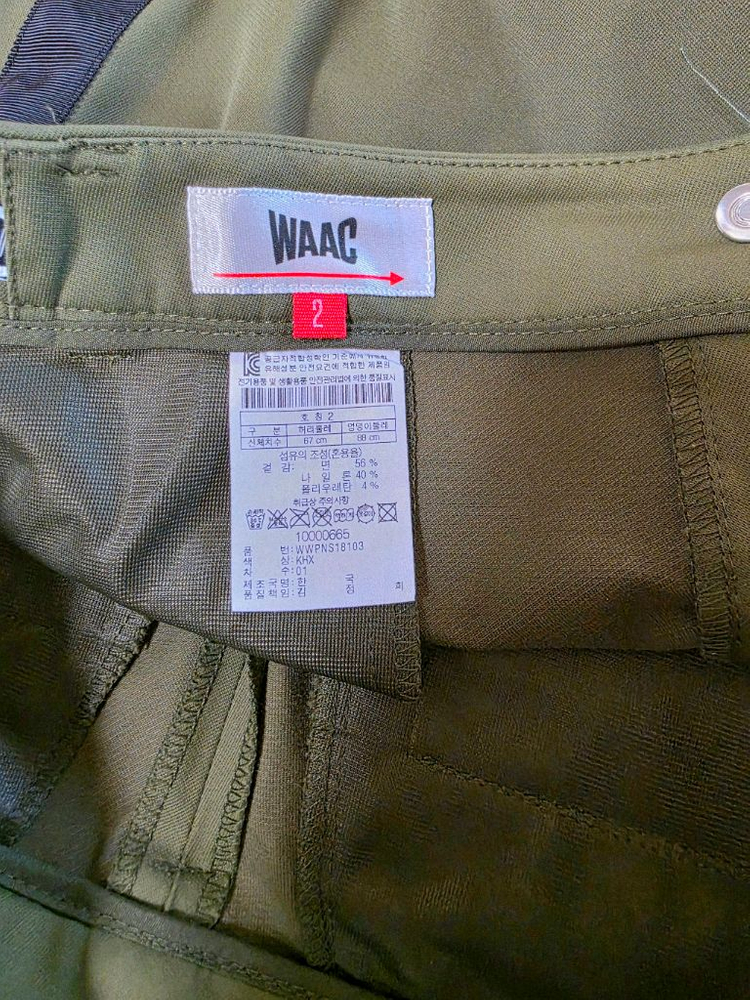 WAAC
2
공급자적합성확인 기준에
유해성분 안전요건에 적합한 제품임
전기용품 및 생활용품 안전관리법에 의한 품질표시
호 칭 2
구 분 허리둘레 엉덩이둘레
신체치수 67 cm 88 cm
섬유의 조성(혼용율)
겉 감: 면 56 %
나 일 론 40 %
폴리우레탄 4 %
취급상 주의사항
10000665
품 번: WWPNS18103
색 상: KHX
차 수: 01
제 조 국 명: 한 국
품 질 책 임: 김 정 희